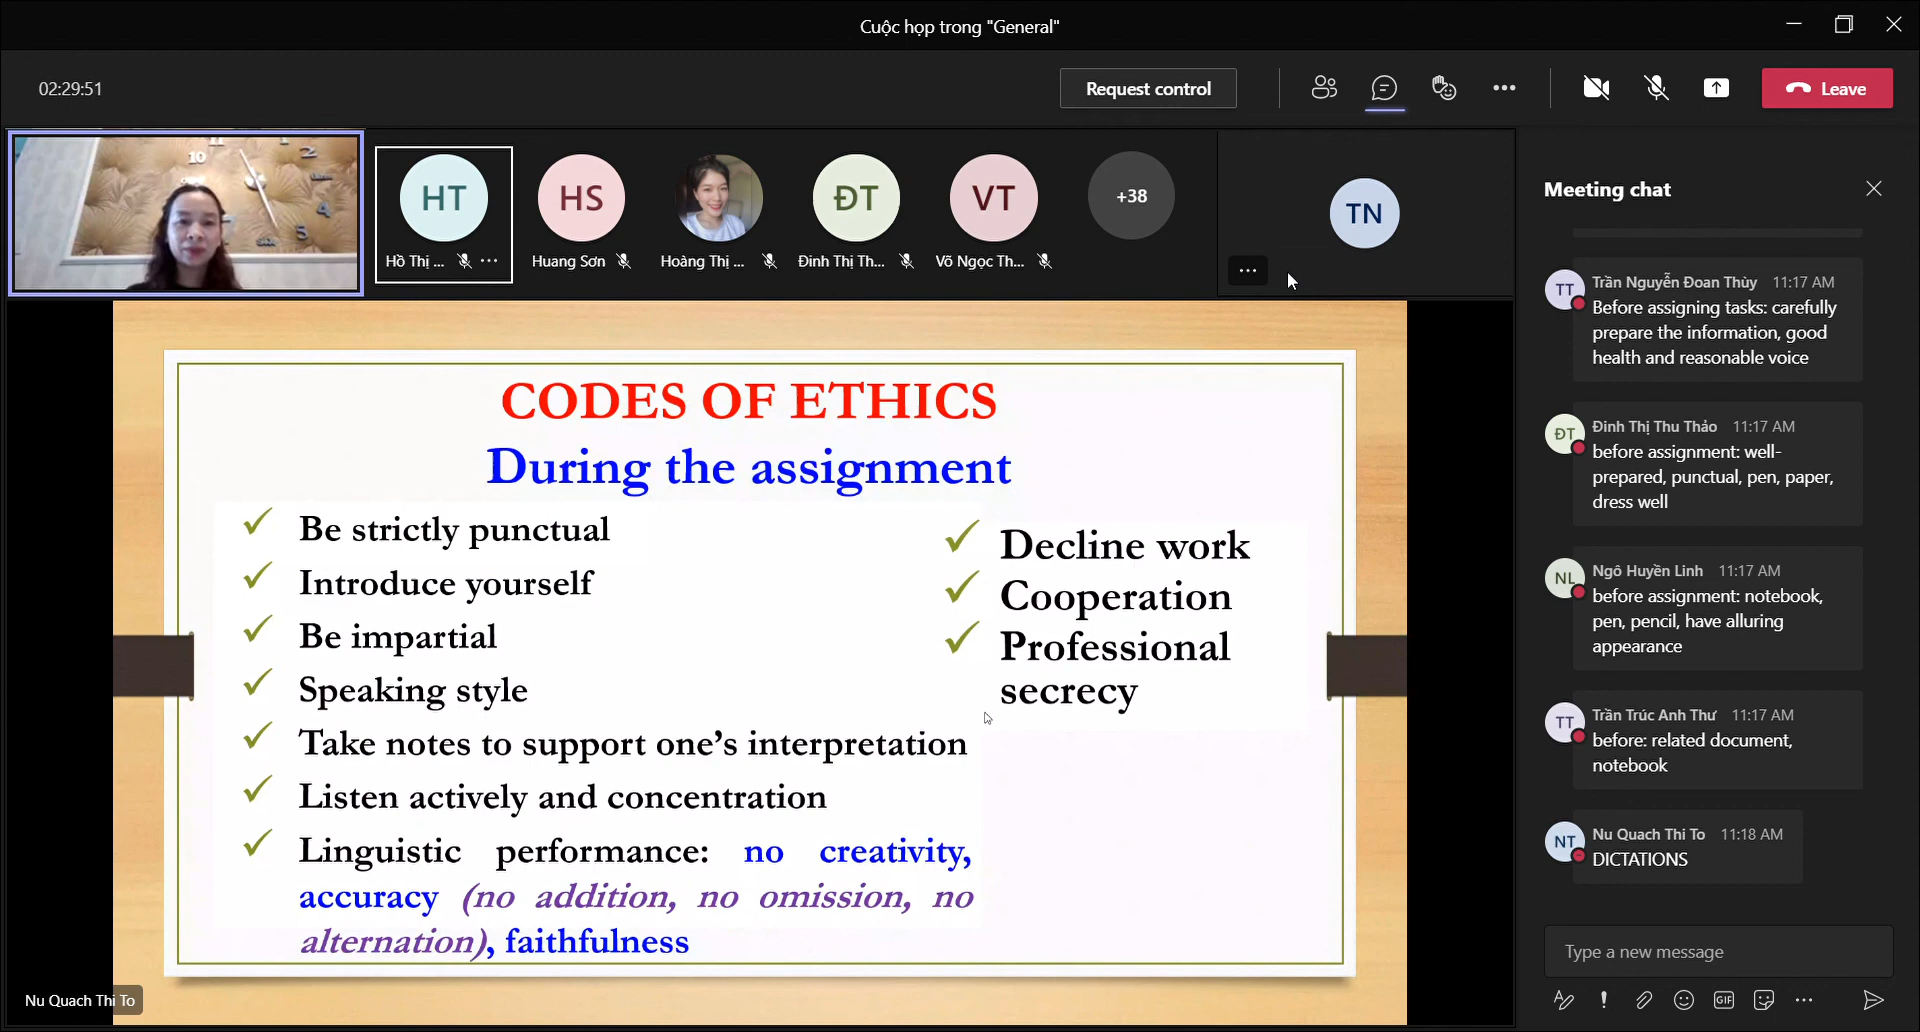 Cuộc họp trong "General"
02:29:51
Request control
Leave
HT
HS
ĐT
VT
+38
TN
Hồ Thị ...
Huang Sơn
Hoàng Thị ...
Đinh Thị Th...
Võ Ngọc Th...
CODES OF ETHICS
During the assignment
Be strictly punctual
Introduce yourself
Be impartial
Speaking style
Take notes to support one's interpretation
Listen actively and concentration
Linguistic performance: no creativity,
accuracy (no addition, no omission, no
alternation), faithfulness
Decline work
Cooperation
Professional
secrecy
Nu Quach Thi To
Meeting chat
TT
Trần Nguyễn Đoan Thùy 11:17 AM
Before assigning tasks: carefully
prepare the information, good
health and reasonable voice
ĐT
Đinh Thị Thu Thảo 11:17 AM
before assignment: well-
prepared, punctual, pen, paper,
dress well
NL
Ngô Huyền Linh 11:17 AM
before assignment: notebook,
pen, pencil, have alluring
appearance
TT
Trần Trúc Anh Thư 11:17 AM
before: related document,
notebook
NT
Nu Quach Thi To 11:18 AM
DICTATIONS
Type a new message
GIF